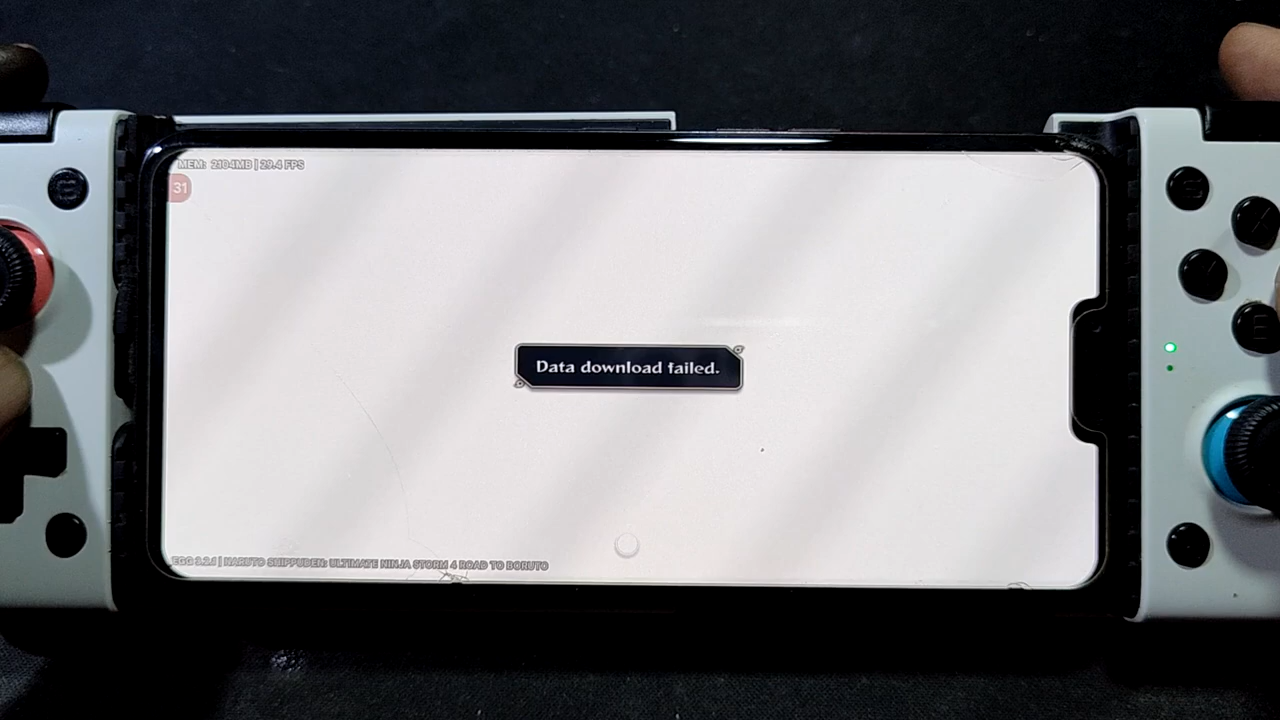 MEM: 2104MB | 29.4 FPS
31
Data download failed.
EGG 3.2.1 | NARUTO SHIPPUDEN: ULTIMATE NINJA STORM 4 ROAD TO BORUTO